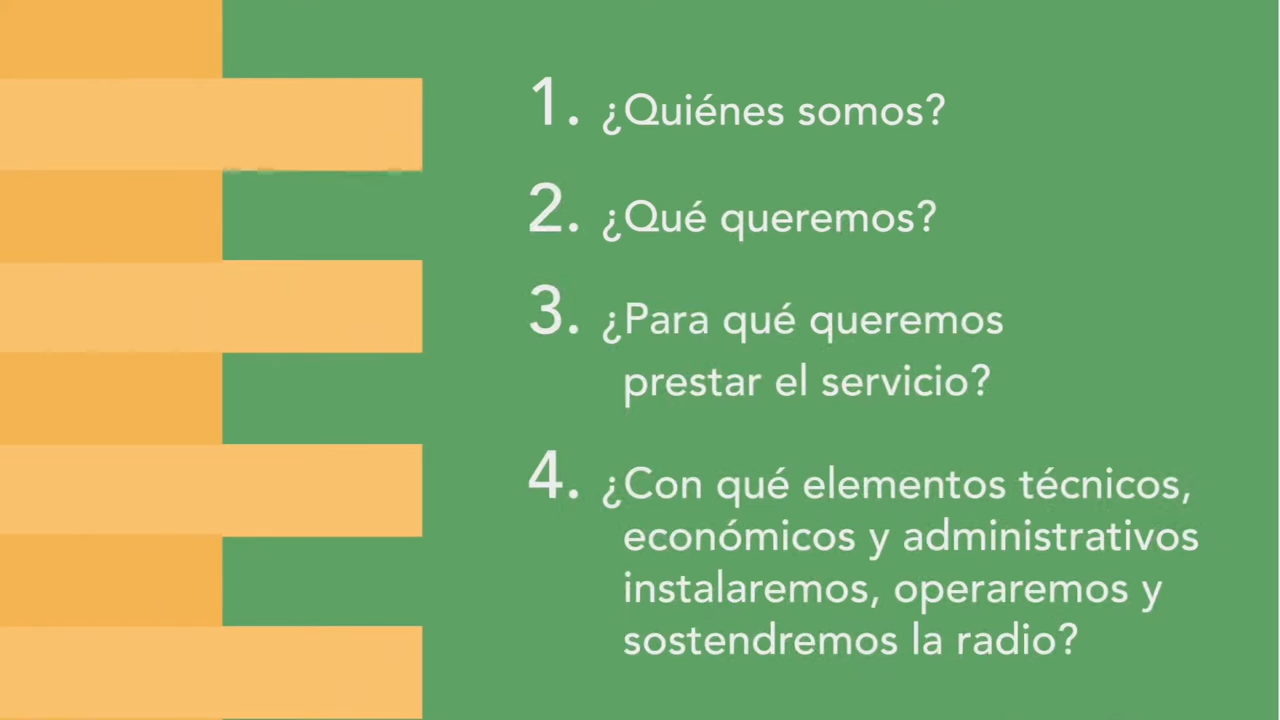 1. ¿Quiénes somos?
2. ¿Qué queremos?
3. ¿Para qué queremos
prestar el servicio?
4. ¿Con qué elementos técnicos,
económicos y administrativos
instalaremos, operaremos y
sostendremos la radio?